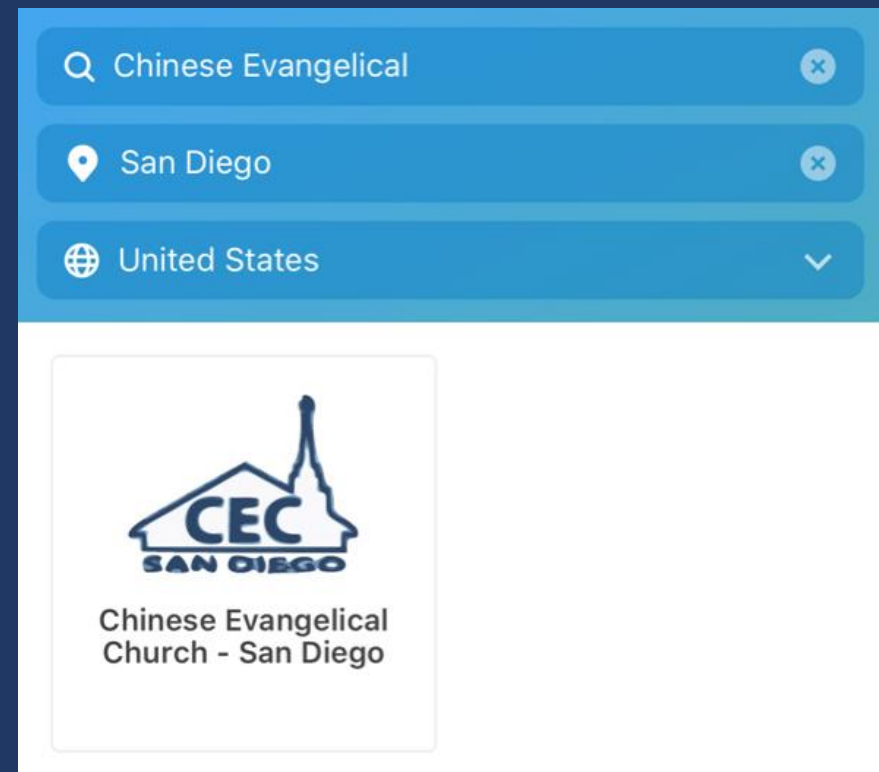 Chinese Evangelical
San Diego
United States
CEC
SAN DIEGO
Chinese Evangelical
Church - San Diego